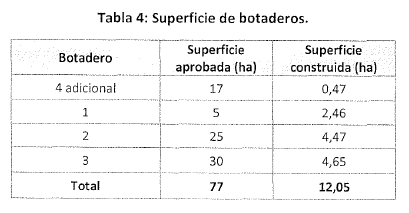 Tabla 4: Superficie de botaderos.
Botadero Superficie aprobada (ha) Superficie construida (ha)
4 adicional 17 0,47
1 5 2,46
2 25 4,47
3 30 4,65
Total 77 12,05